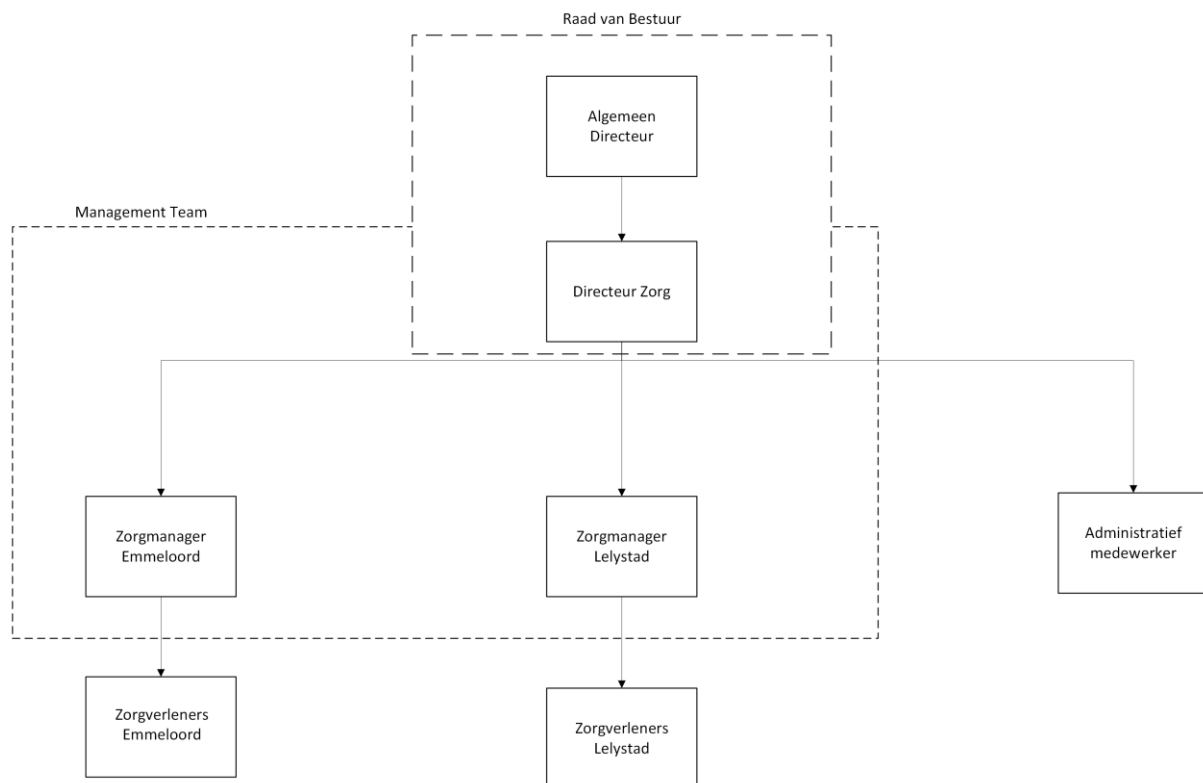 Raad van Bestuur
Algemeen
Directeur
Management Team
Directeur Zorg
Zorgmanager
Emmeloord
Zorgmanager
Lelystad
Administratief
medewerker
Zorgverleners
Emmeloord
Zorgverleners
Lelystad